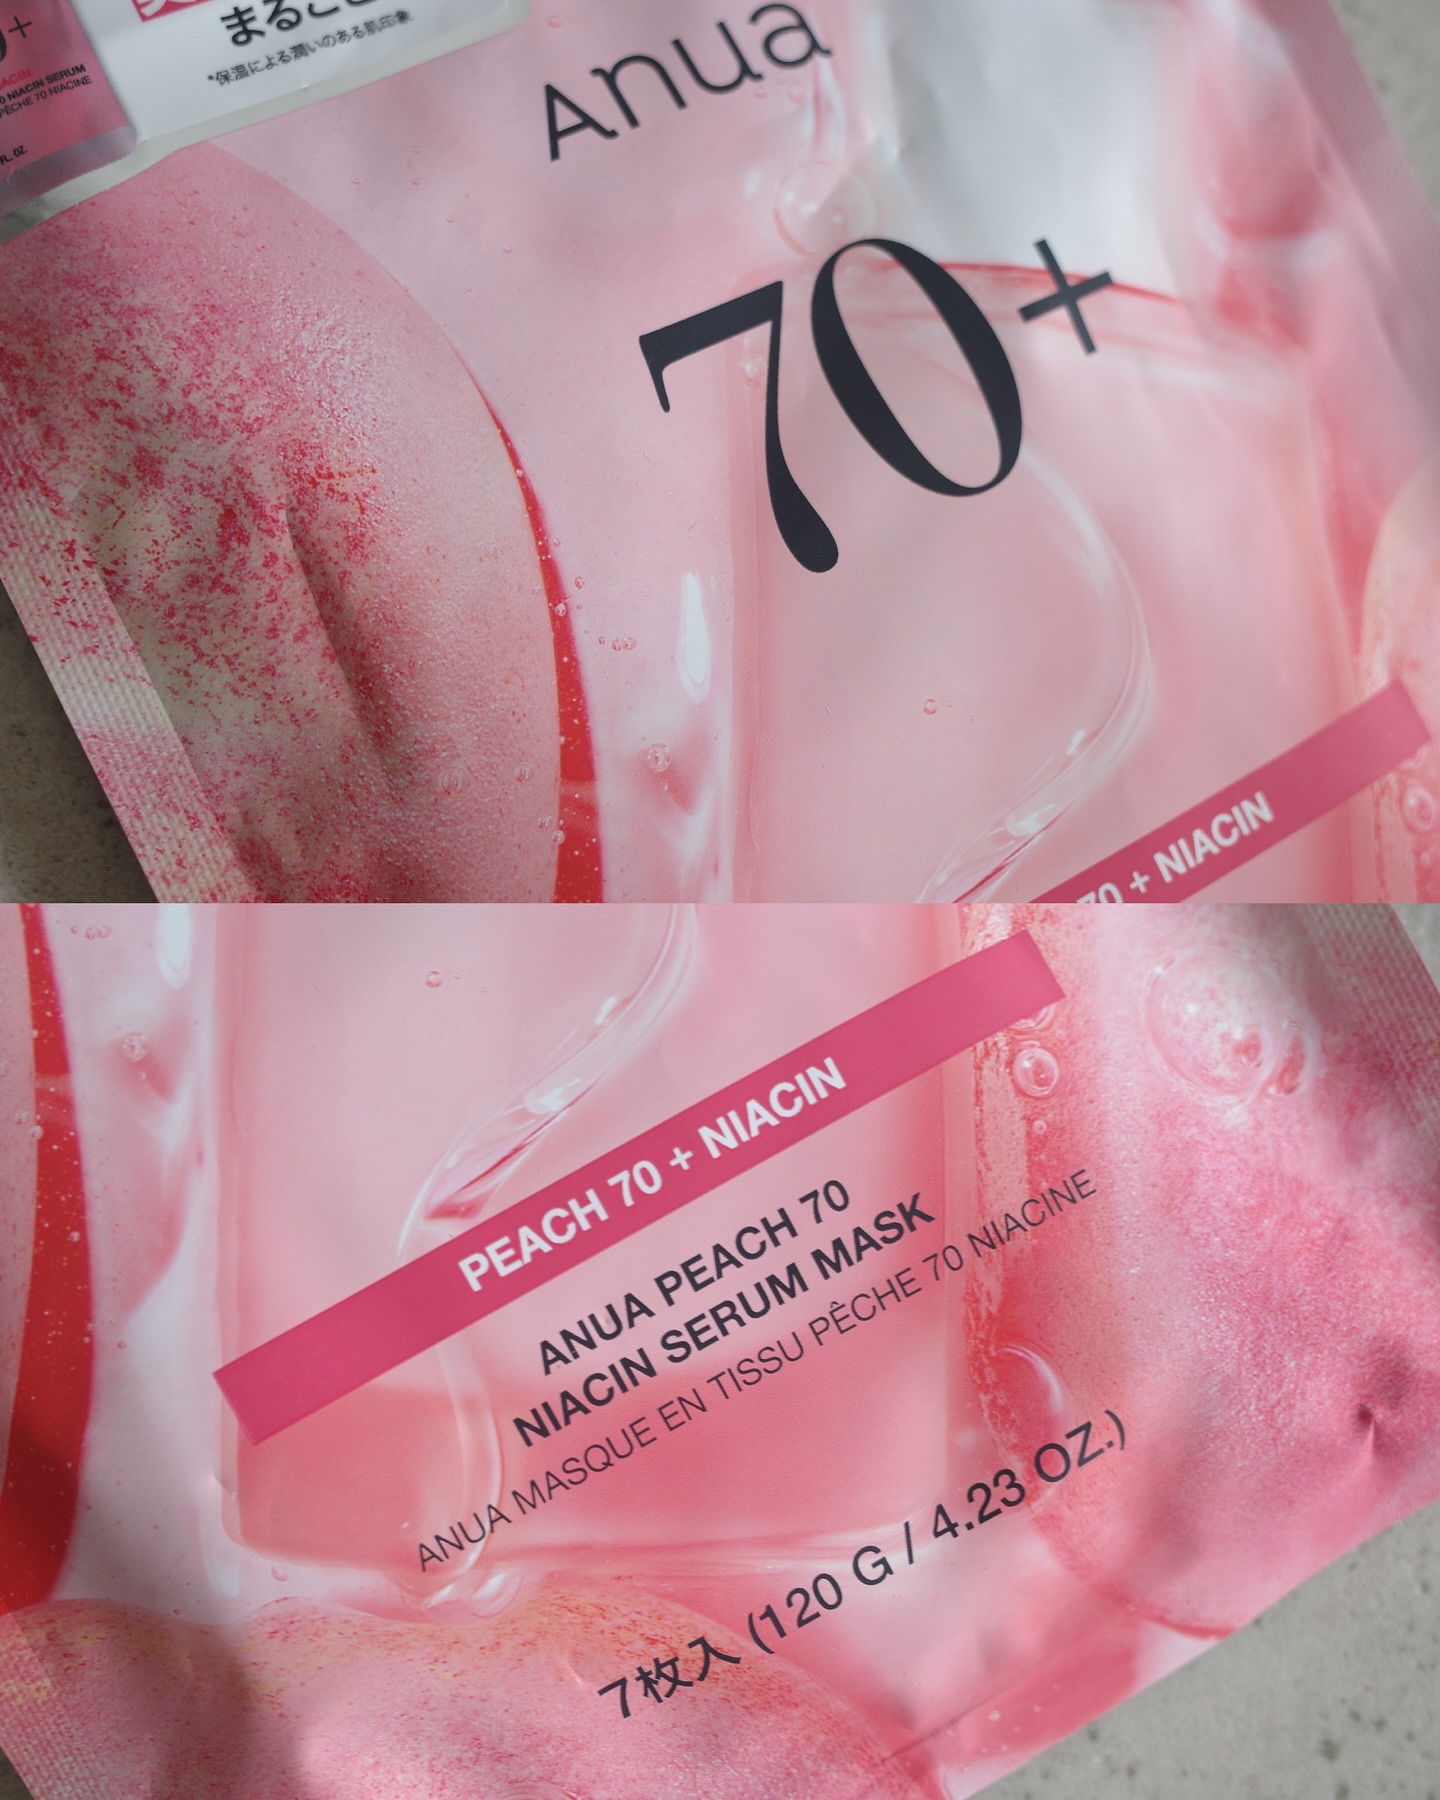 まるごと
*保湿による潤いのある肌印象
+
NIACIN SERUM
PÊCHE 70 NIACINE
FL. OZ.
Anua
70+
70 + NIACIN
PEACH 70 + NIACIN
ANUA PEACH 70
NIACIN SERUM MASK
ANUA MASQUE EN TISSU PÊCHE 70 NIACINE
7枚入 (120 G / 4.23 OZ.)